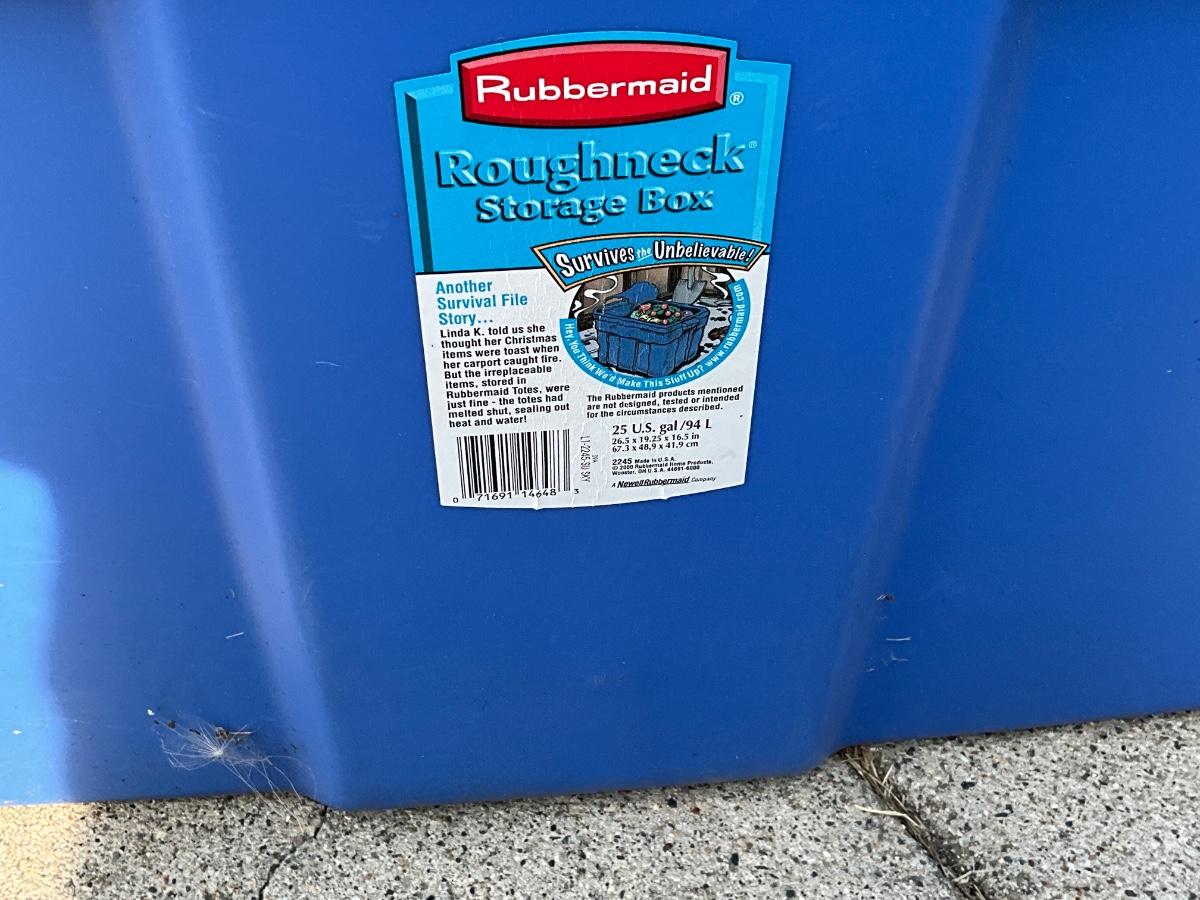 Rubbermaid®
Roughneck®
Storage Box
Survives the Unbelievable!
Another
Survival File
Story...
Linda K. told us she
thought her Christmas
items were toast when
her carport caught fire.
But the irreplaceable
items, stored in
Rubbermaid Totes, were
just fine - the totes had
melted shut, sealing out
heat and water!
Hey, You Think We'd Make This Stuff Up? www.rubbermaid.com
The Rubbermaid products mentioned
are not designed, tested or intended
for the circumstances described.
25 U.S. gal/94 L
26.5 x 19.25 x 16.5 in
67.3 x 48.9 x 41.9 cm
2245 Made in U.S.A.
© 2000 Rubbermaid Home Products,
Wooster, OH U.S.A. 44691-6000
A NewellRubbermaid Company
0 71691 14648 3